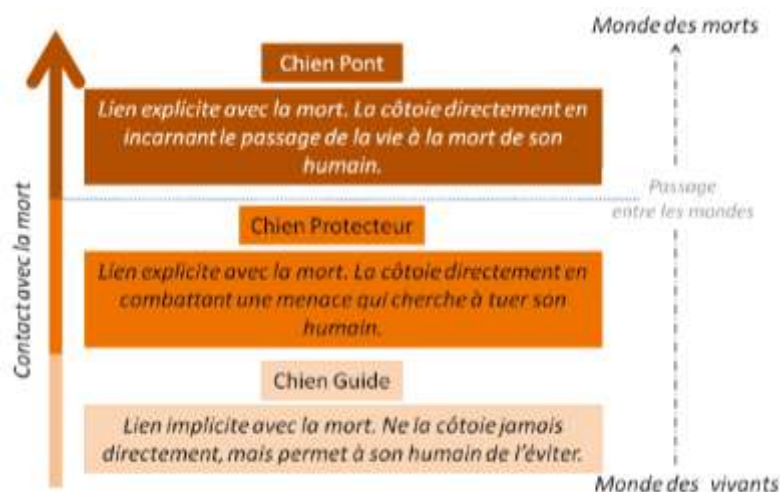 Monde des morts
Chien Pont
Lien explicite avec la mort. La côtoie directement en
incarnant le passage de la vie à la mort de son
humain.
Passage
entre les mondes
Chien Protecteur
Lien explicite avec la mort. La côtoie directement en
combattant une menace qui cherche à tuer son
humain.
Contact avec la mort
Chien Guide
Lien implicite avec la mort. Ne la côtoie jamais
directement, mais permet à son humain de l'éviter.
Monde des vivants